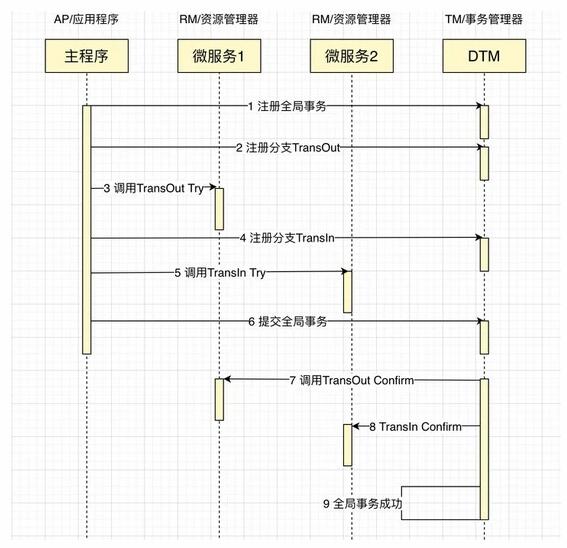 AP/应用程序
RM/资源管理器
RM/资源管理器
TM/事务管理器
主程序
微服务1
微服务2
DTM
1 注册全局事务
2 注册分支TransOut
3 调用TransOut Try
4 注册分支TransIn
5 调用TransIn Try
6 提交全局事务
7 调用TransOut Confirm
8 TransIn Confirm
9 全局事务成功